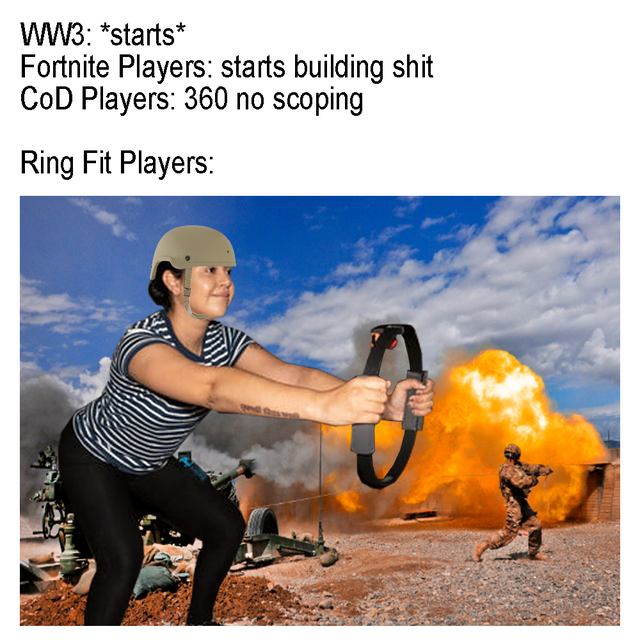 WW3: *starts*
Fortnite Players: starts building shit
CoD Players: 360 no scoping
Ring Fit Players: